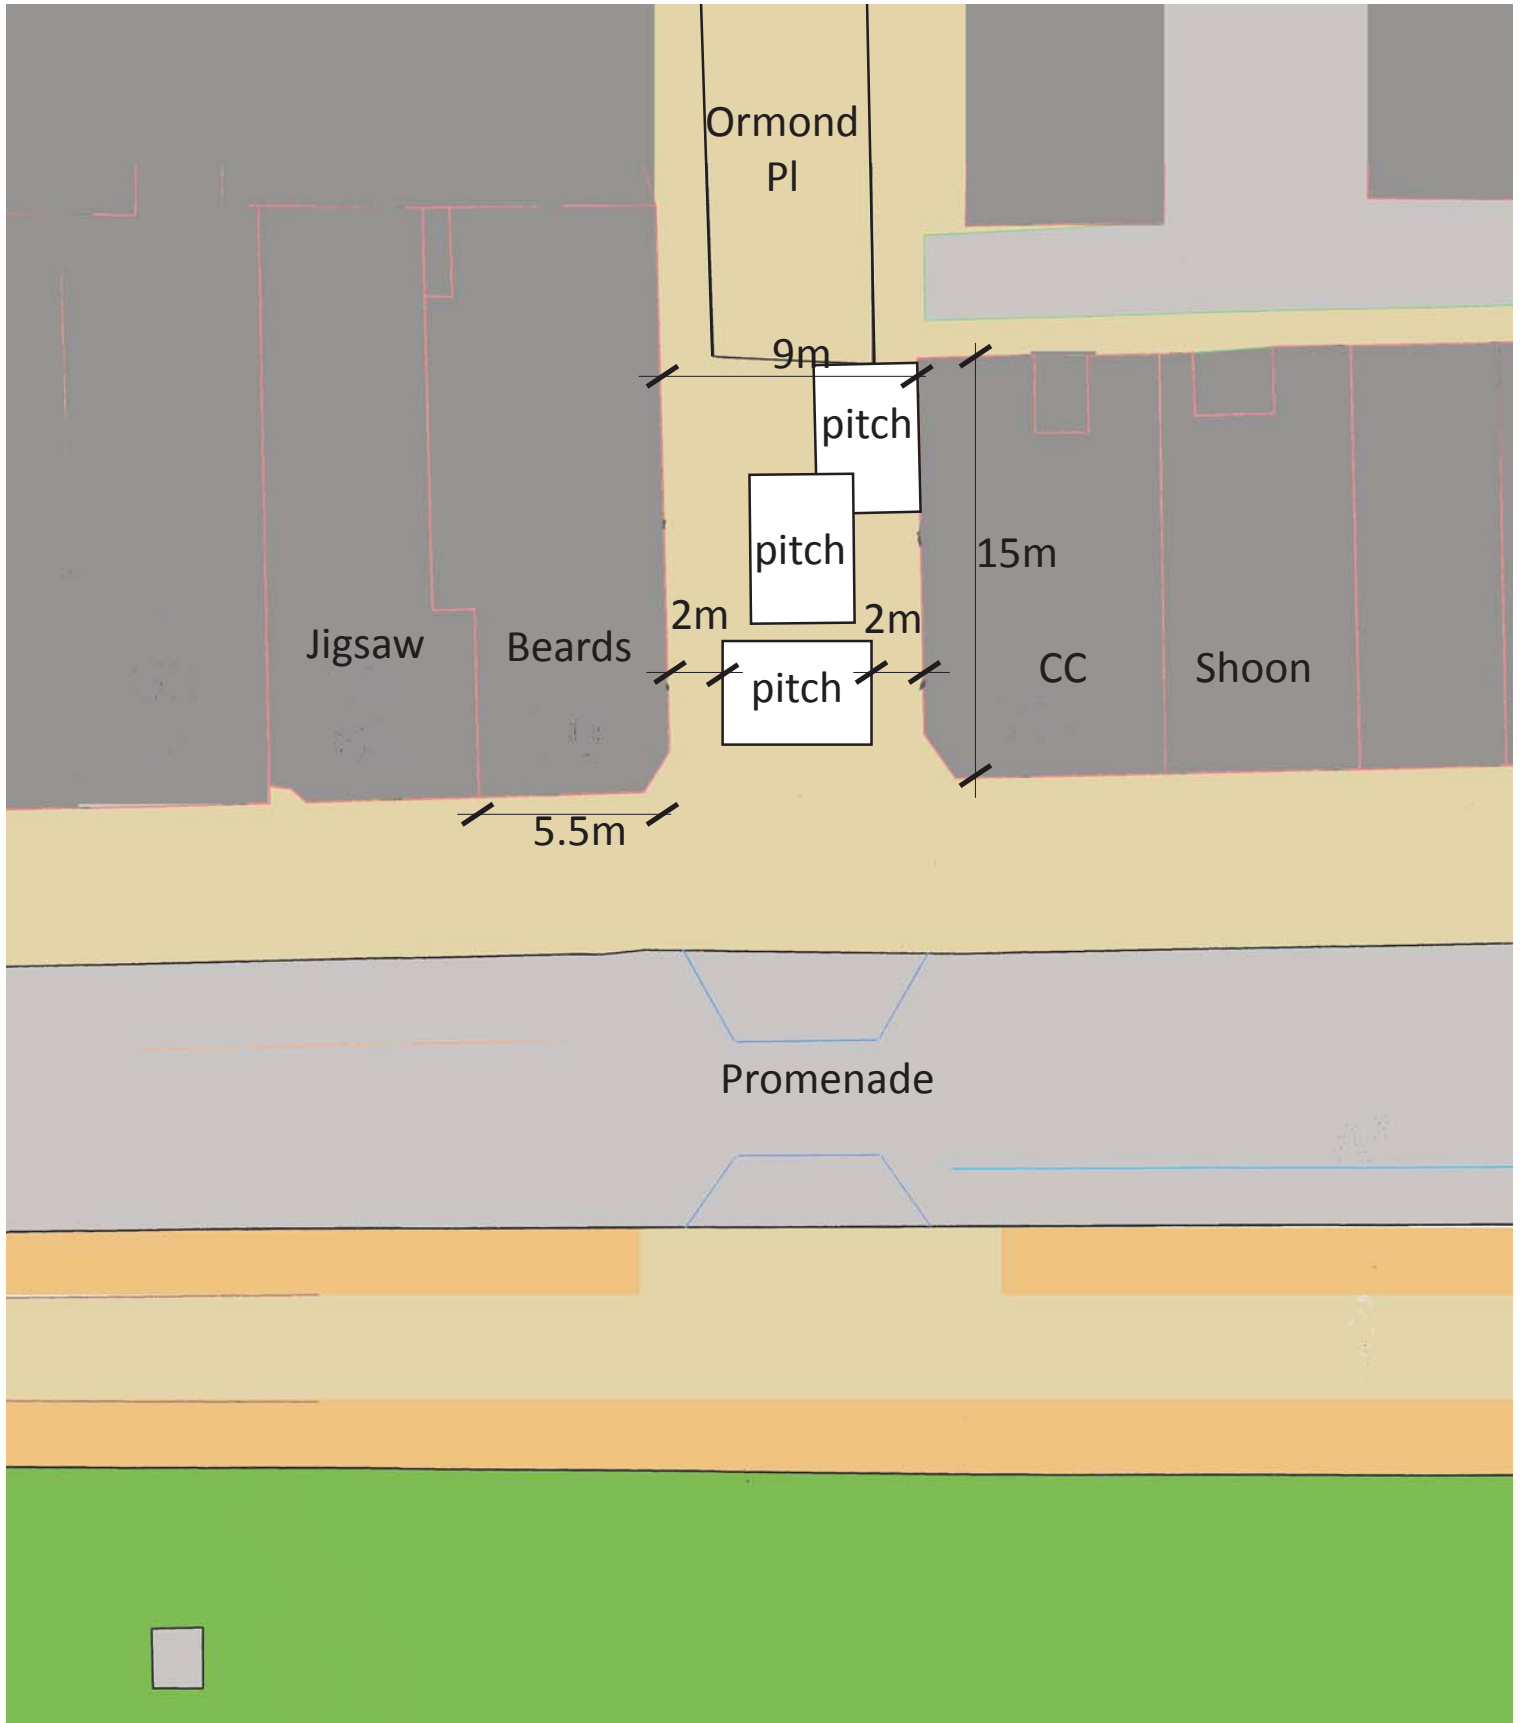 Ormond
Pl
9m
pitch
pitch
15m
2m
2m
Jigsaw
Beards
pitch
CC
Shoon
5.5m
Promenade